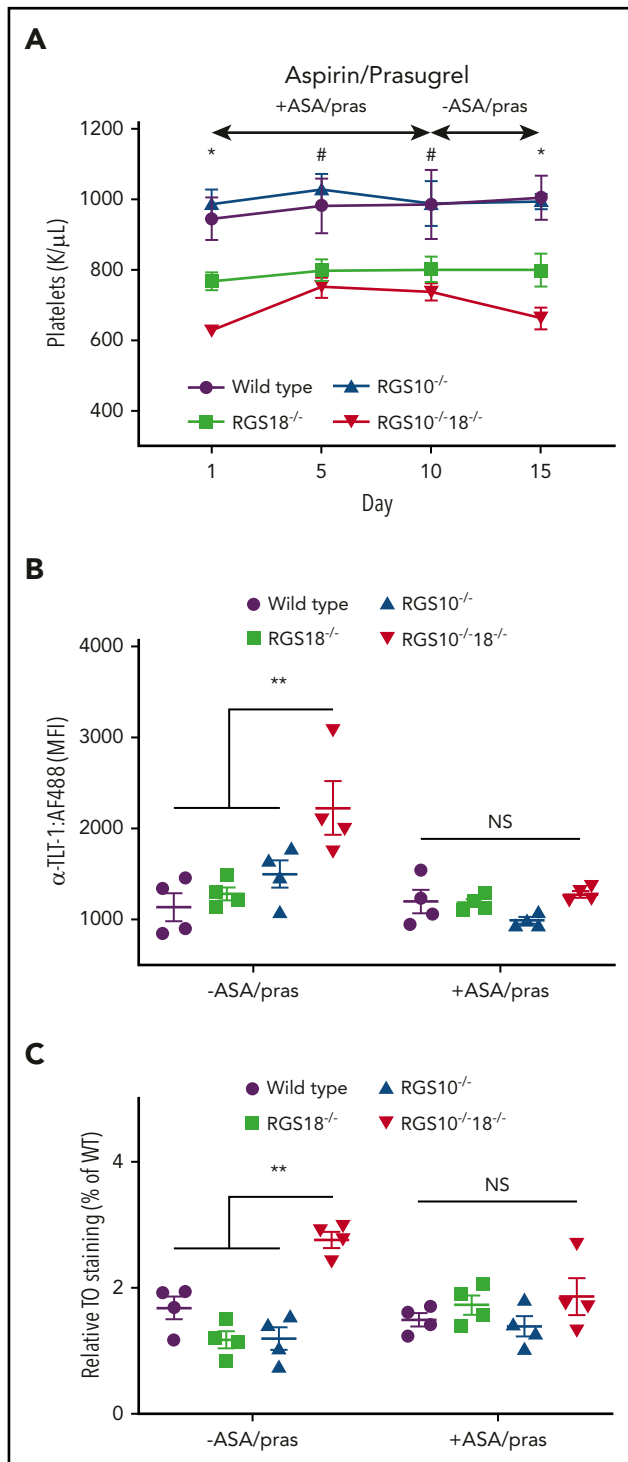 A
Aspirin/Prasugrel
+ASA/pras -ASA/pras
* # # *
1200
1000
800
600
400
Platelets (K/μL)
Wild type RGS10-/-
RGS18-/- RGS10-/-18-/-
1 5 10 15
Day
B
Wild type RGS10-/-
RGS18-/- RGS10-/-18-/-
4000
3000
2000
1000
α-TLT-1:AF488 (MFI)
**
NS
-ASA/pras +ASA/pras
C
Wild type RGS10-/-
RGS18-/- RGS10-/-18-/-
4
2
0
Relative TO staining (% of WT)
**
NS
-ASA/pras +ASA/pras